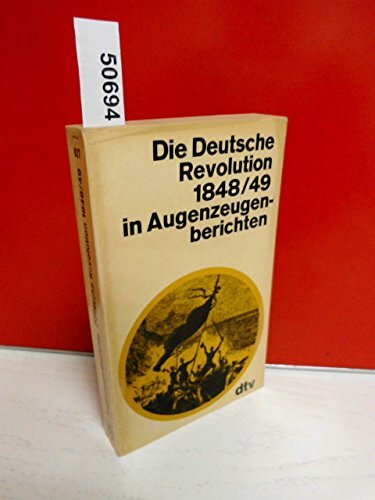 50694
Die Deutsche
Revolution
1848/49
in Augenzeugen-
berichten
dtv